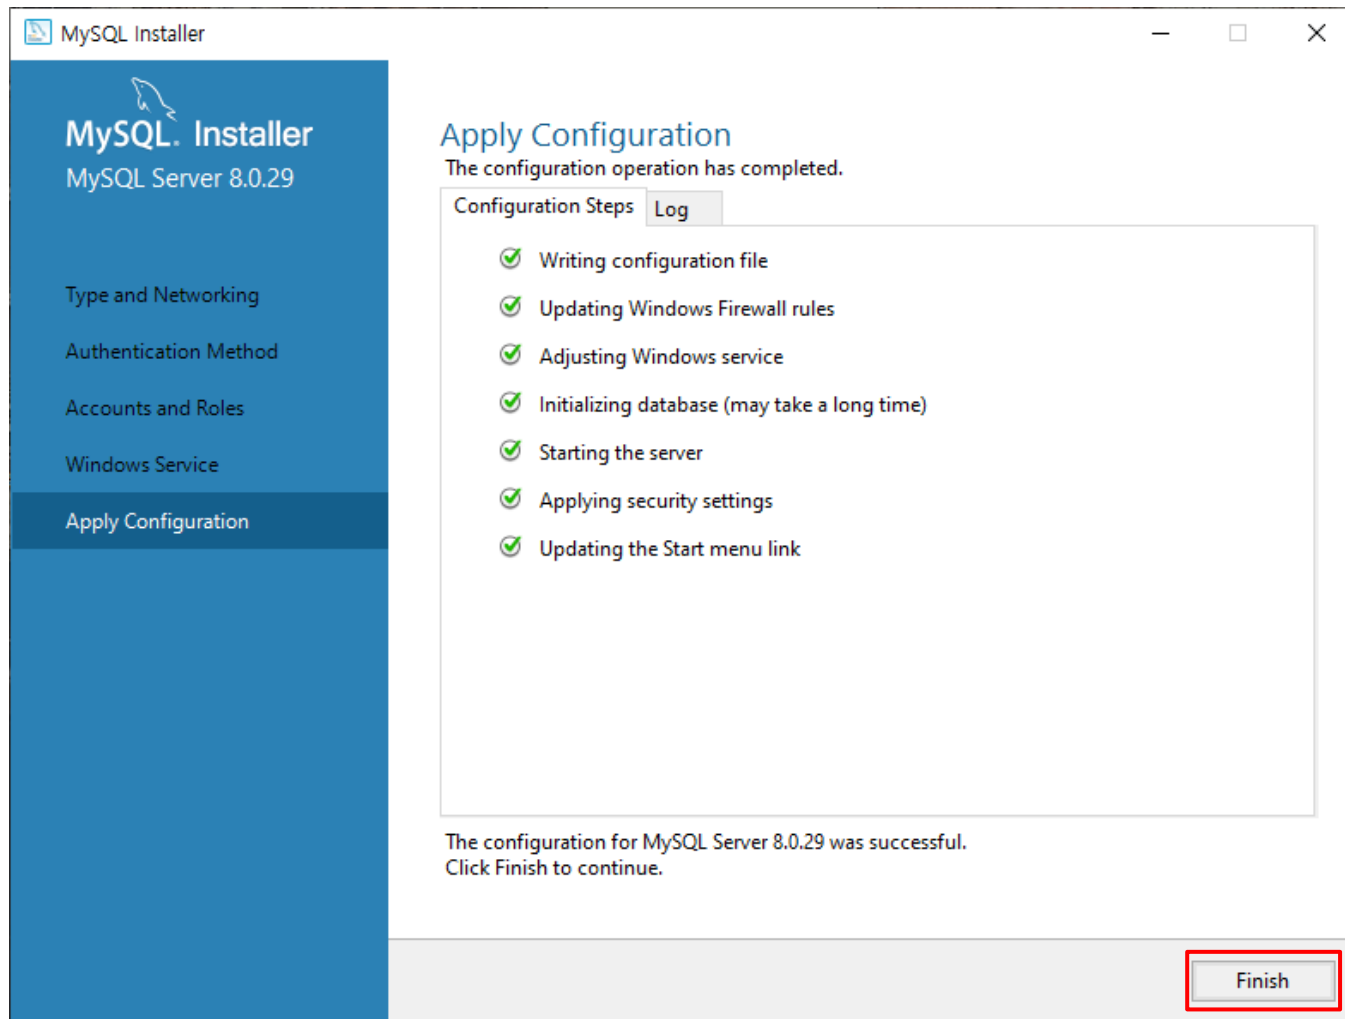 MySQL Installer
MySQL. Installer
MySQL Server 8.0.29
Type and Networking
Authentication Method
Accounts and Roles
Windows Service
Apply Configuration
Apply Configuration
The configuration operation has completed.
Configuration Steps Log
Writing configuration file
Updating Windows Firewall rules
Adjusting Windows service
Initializing database (may take a long time)
Starting the server
Applying security settings
Updating the Start menu link
The configuration for MySQL Server 8.0.29 was successful.
Click Finish to continue.
Finish